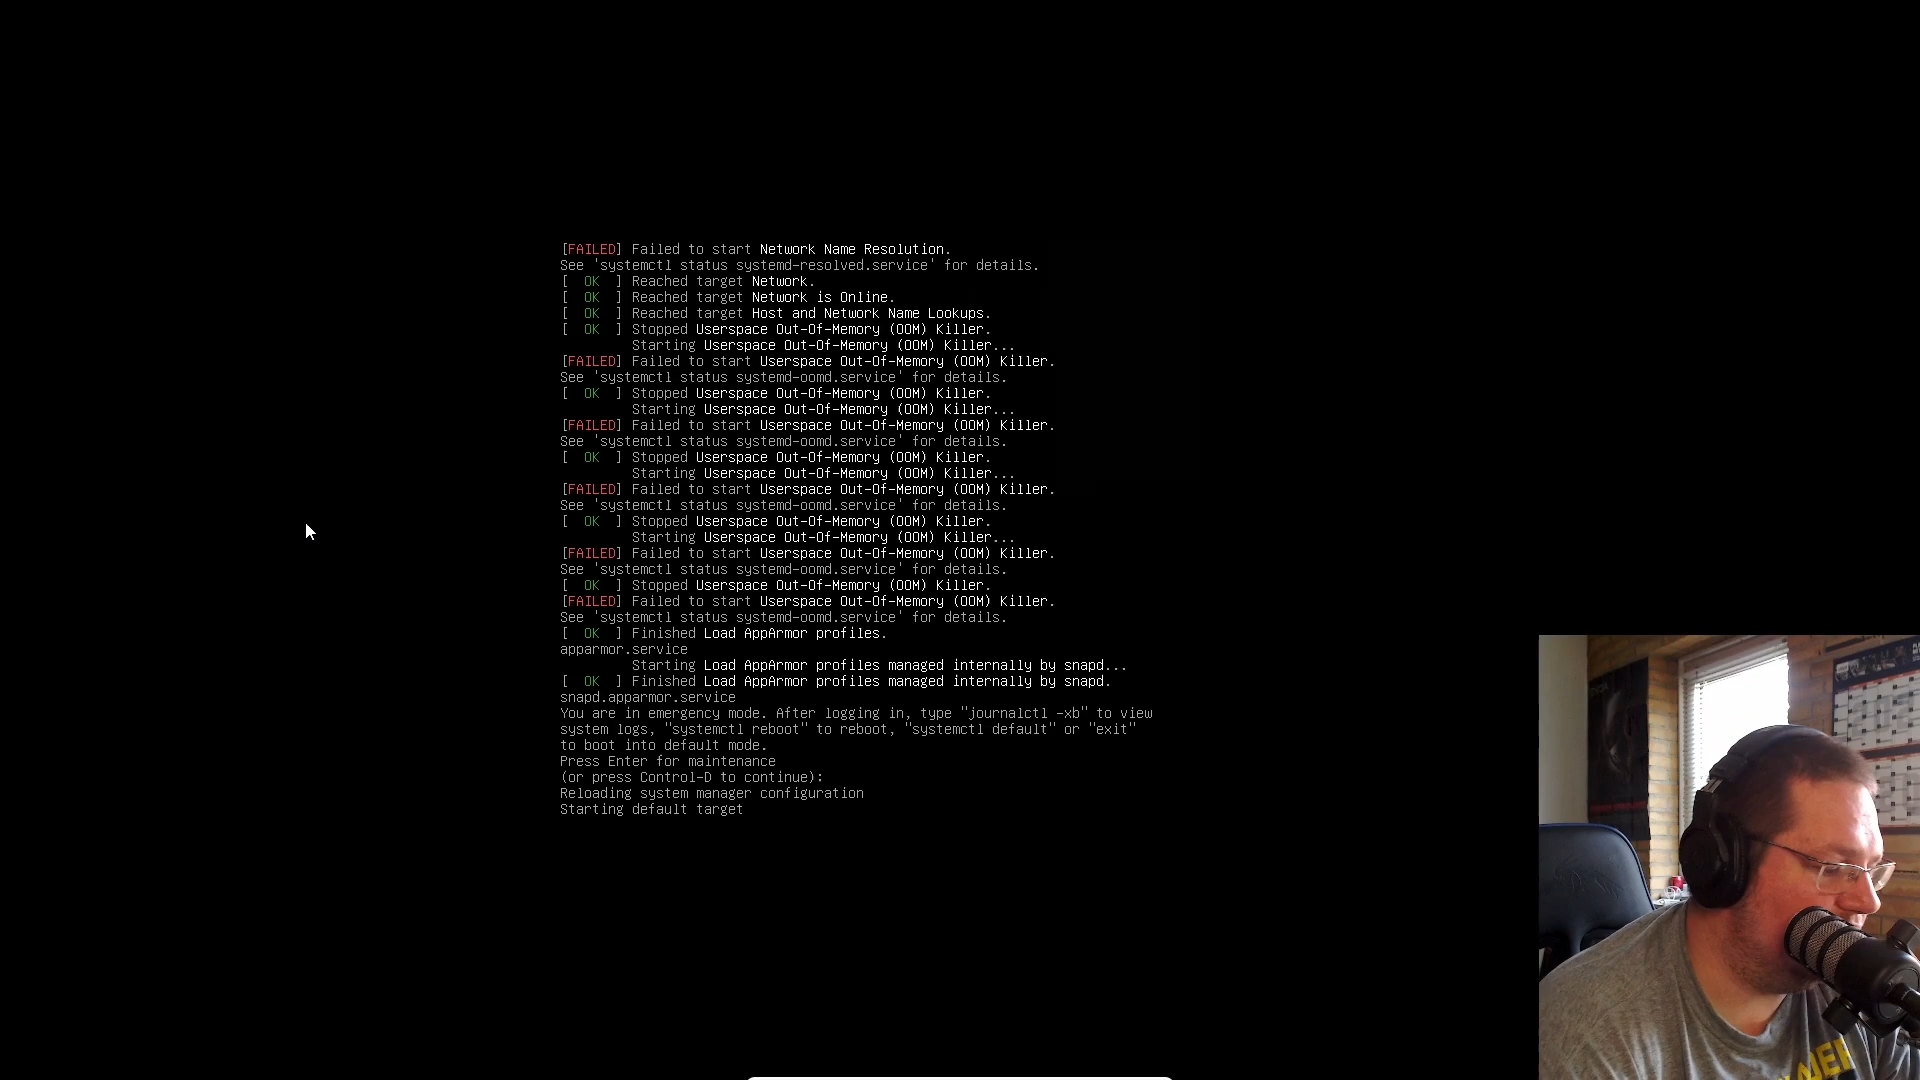 [FAILED] Failed to start Network Name Resolution.
See 'systemctl status systemd-resolved.service' for details.
[  OK  ] Reached target Network.
[  OK  ] Reached target Network is Online.
[  OK  ] Reached target Host and Network Name Lookups.
[  OK  ] Stopped Userspace Out-Of-Memory (OOM) Killer.
         Starting Userspace Out-Of-Memory (OOM) Killer...
[FAILED] Failed to start Userspace Out-Of-Memory (OOM) Killer.
See 'systemctl status systemd-oomd.service' for details.
[  OK  ] Stopped Userspace Out-Of-Memory (OOM) Killer.
         Starting Userspace Out-Of-Memory (OOM) Killer...
[FAILED] Failed to start Userspace Out-Of-Memory (OOM) Killer.
See 'systemctl status systemd-oomd.service' for details.
[  OK  ] Stopped Userspace Out-Of-Memory (OOM) Killer.
         Starting Userspace Out-Of-Memory (OOM) Killer...
[FAILED] Failed to start Userspace Out-Of-Memory (OOM) Killer.
See 'systemctl status systemd-oomd.service' for details.
[  OK  ] Stopped Userspace Out-Of-Memory (OOM) Killer.
         Starting Userspace Out-Of-Memory (OOM) Killer...
[FAILED] Failed to start Userspace Out-Of-Memory (OOM) Killer.
See 'systemctl status systemd-oomd.service' for details.
[  OK  ] Stopped Userspace Out-Of-Memory (OOM) Killer.
[FAILED] Failed to start Userspace Out-Of-Memory (OOM) Killer.
See 'systemctl status systemd-oomd.service' for details.
[  OK  ] Finished Load AppArmor profiles.
apparmor.service
         Starting Load AppArmor profiles managed internally by snapd...
[  OK  ] Finished Load AppArmor profiles managed internally by snapd.
snapd.apparmor.service
You are in emergency mode. After logging in, type "journalctl -xb" to view
system logs, "systemctl reboot" to reboot, "systemctl default" or "exit"
to boot into default mode.
Press Enter for maintenance
(or press Control-D to continue):
Reloading system manager configuration
Starting default target